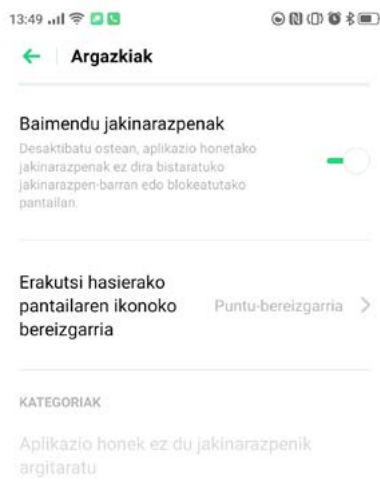 13:49
Argazkiak
Baimendu jakinarazpenak
Desaktibatu ostean, aplikazio honetako
jakinarazpenak ez dira bistaratuko
jakinarazpen-barran edo blokeatutako
pantailan.
Erakutsi hasierako
pantailaren ikonoko
bereizgarria
Puntu-bereizgarria
KATEGORIAK
Aplikazio honek ez du jakinarazpenik
argitaratu